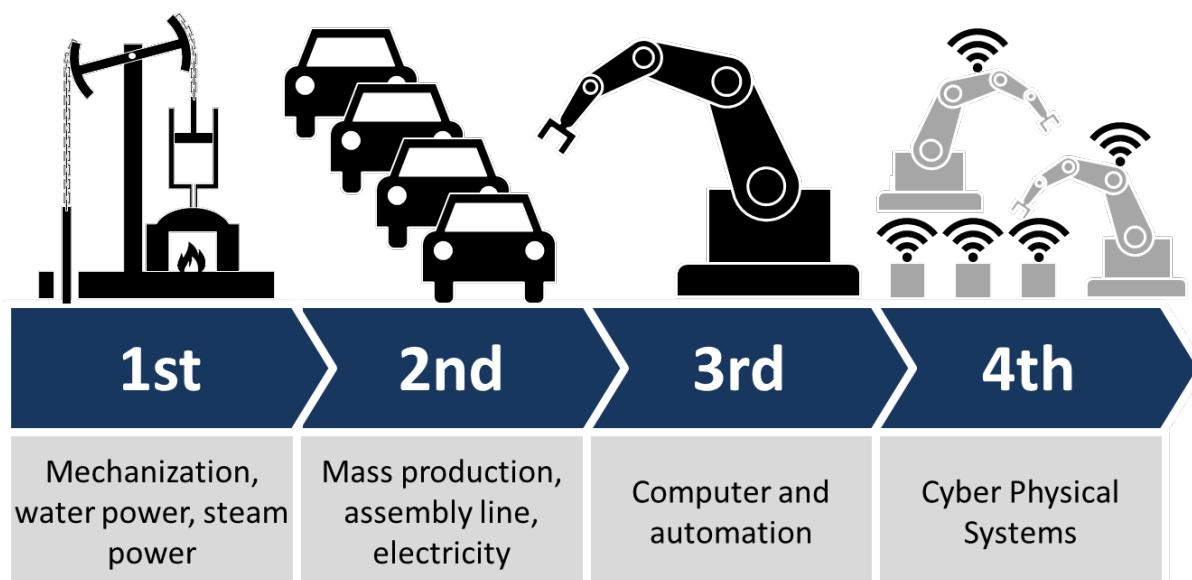 1st
2nd
3rd
4th
Mechanization,
water power, steam
power
Mass production,
assembly line,
electricity
Computer and
automation
Cyber Physical
Systems